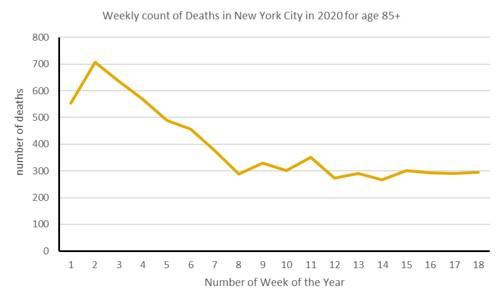 Weekly count of Deaths in New York City in 2020 for age 85+
800
700
600
500
400
300
200
100
0
number of deaths
1 2 3 4 5 6 7 8 9 10 11 12 13 14 15 16 17 18
Number of Week of the Year